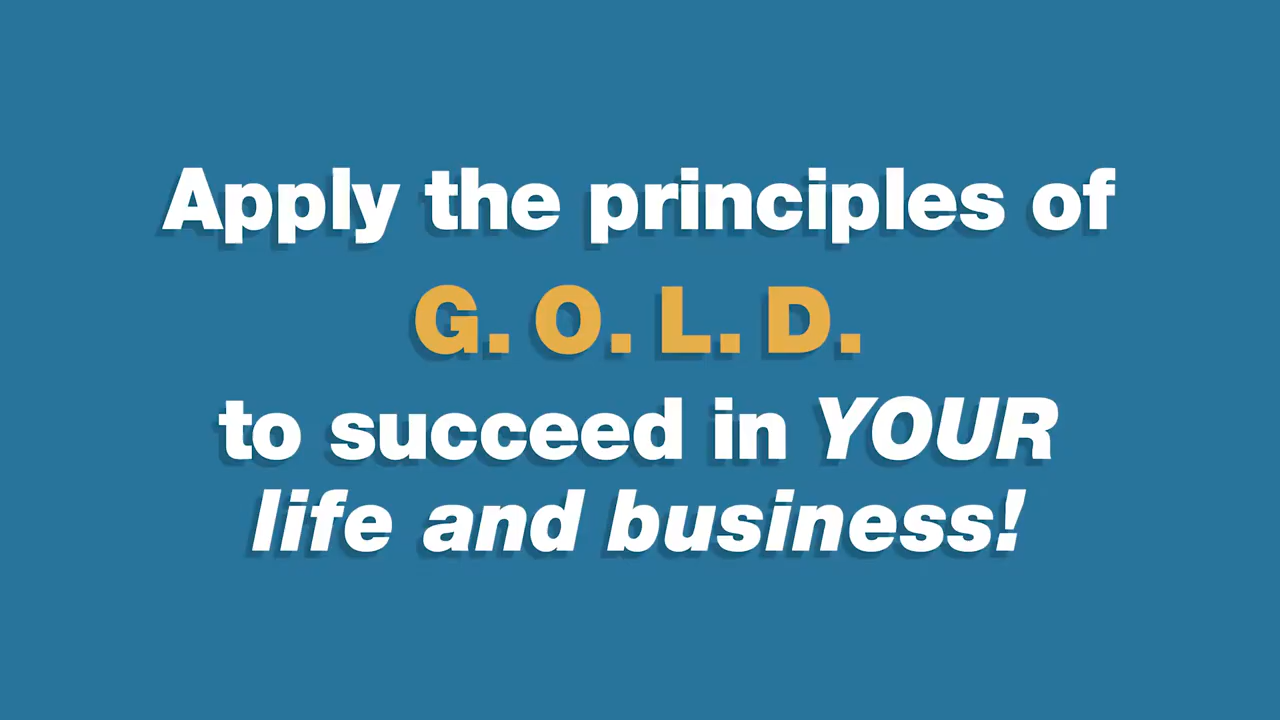 Apply the principles of
G. O. L. D.
to succeed in YOUR
life and business!